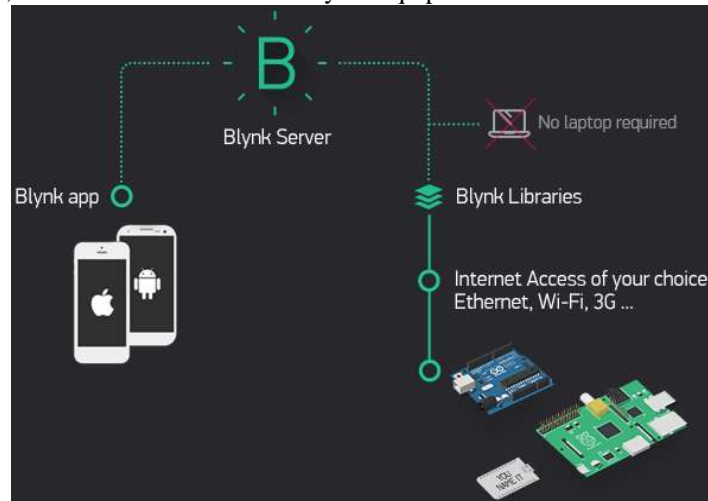 B
Blynk Server
No laptop required
Blynk app
Blynk Libraries
Internet Access of your choice
Ethernet, Wi-Fi, 3G ...
YOU
NAME IT